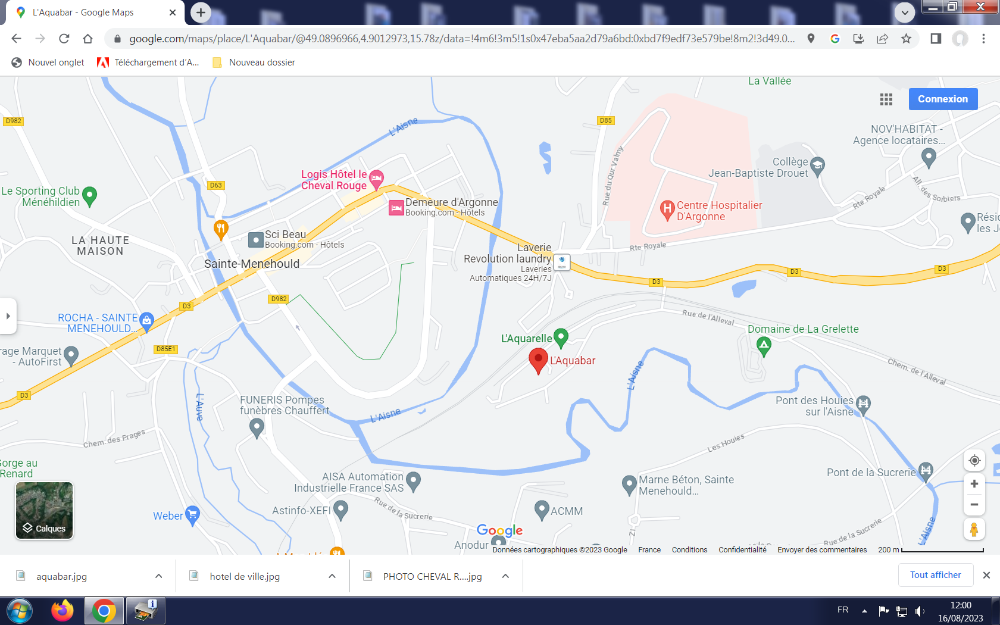 L'Aquabar - Google Maps
google.com/maps/place/L'Aquabar/@49.0896966,4.9012973,15.78z/data=!4m6!3m5!1s0x47eba5aa2d79a6bd:0xbd7f9edf73e579be!8m2!3d49.0...
Nouvel onglet
Téléchargement d'A...
Nouveau dossier
La Vallée
Connexion
D982
D85
L'Aisne
NOV'HABITAT -
Agence locataires...
Rue du Qur Valmy
Collège
Jean-Baptiste Drouet
Logis Hôtel le
Cheval Rouge
D63
Le Sporting Club
Ménéhildien
All. des Sorbiers
Rte Royale
Demeure d'Argonne
Booking.com - Hôtels
Centre Hospitalier
D'Argonne
Résid
les J
LA HAUTE
MAISON
Sci Beau
Booking.com - Hôtels
Rte Royale
Laverie
Revolution laundry
Laveries
Automatiques 24H/7J
Sainte-Menehould
D3
D3
D3
D982
D3
ROCHA - SAINTE
MENEHOULD...
Rue de l'Alleval
Domaine de La Grelette
L'Aquarelle
D85E1
rage Marquet
- AutoFirst
L'Aquabar
L'Aisne
Chem. de l'Alleval
D3
L'Auve
FUNERIS Pompes
funèbres Chauffert
L'Aisne
Pont des Houies
sur l'Aisne
Chem. des Prages
Les Houies
Gorge au
Renard
AISA Automation
Industrielle France SAS
Marne Béton, Sainte
Menehould...
Pont de la Sucrerie
Astinfo-XEFI
Rue de la Sucrerie
ACMM
Weber
Calques
Google
ZI
Rue de la Sucrerie
L'Aisne
Anodur
Données cartographiques ©2023 Google
France
Conditions
Confidentialité
Envoyer des commentaires
200 m
aquabar.jpg
hotel de ville.jpg
PHOTO CHEVAL R....jpg
Tout afficher
FR
12:00
16/08/2023